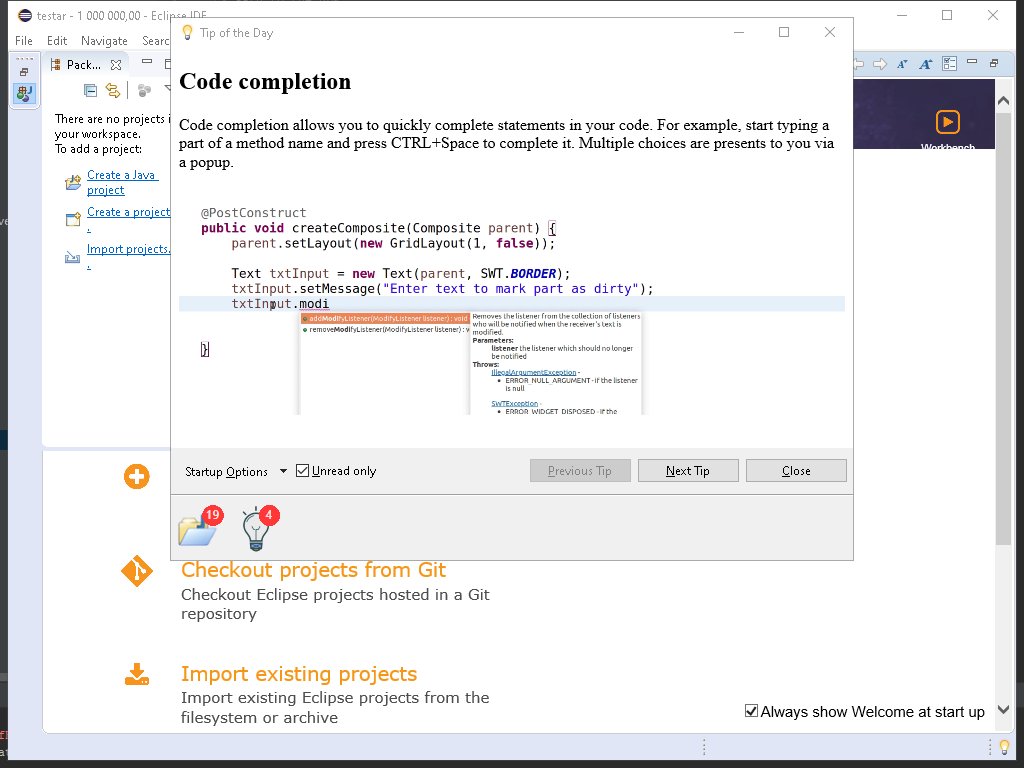 testar - 1 000 000,00 - Eclipse IDE
File Edit Navigate Searc
Tip of the Day
Pack...
There are no projects i
your workspace.
To add a project:
Create a Java
project
Create a project
.
Import projects.
.
Code completion
Code completion allows you to quickly complete statements in your code. For example, start typing a
part of a method name and press CTRL+Space to complete it. Multiple choices are presents to you via
a popup.
@PostConstruct
public void createComposite(Composite parent) {
parent.setLayout(new GridLayout(1, false));
Text txtInput = new Text(parent, SWT.BORDER);
txtInput.setMessage("Enter text to mark part as dirty");
txtInput.modi
addModifyListener(ModifyListener listener) : void
removeModifyListener(ModifyListener listener) : v
}
Removes the listener from the collection of listeners
who will be notified when the receiver's text is
modified.
Parameters:
listener the listener which should no longer
be notified
Throws:
IllegalArgumentException -
• ERROR_NULL_ARGUMENT - if the listener
is null
SWTException -
• ERROR_WIDGET_DISPOSED - if the
Startup Options
Unread only
Previous Tip
Next Tip
Close
19
4
Workbench
Checkout projects from Git
Checkout Eclipse projects hosted in a Git
repository
Import existing projects
Import existing Eclipse projects from the
filesystem or archive
Always show Welcome at start up